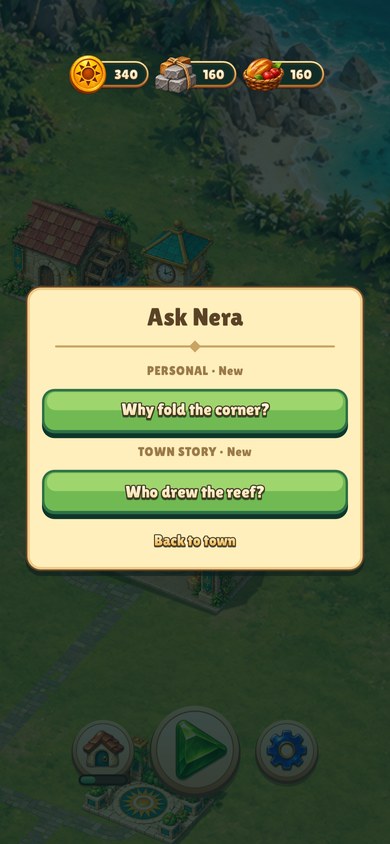 340 160 160
Ask Nera
PERSONAL · New
Why fold the corner?
TOWN STORY · New
Who drew the reef?
Back to town